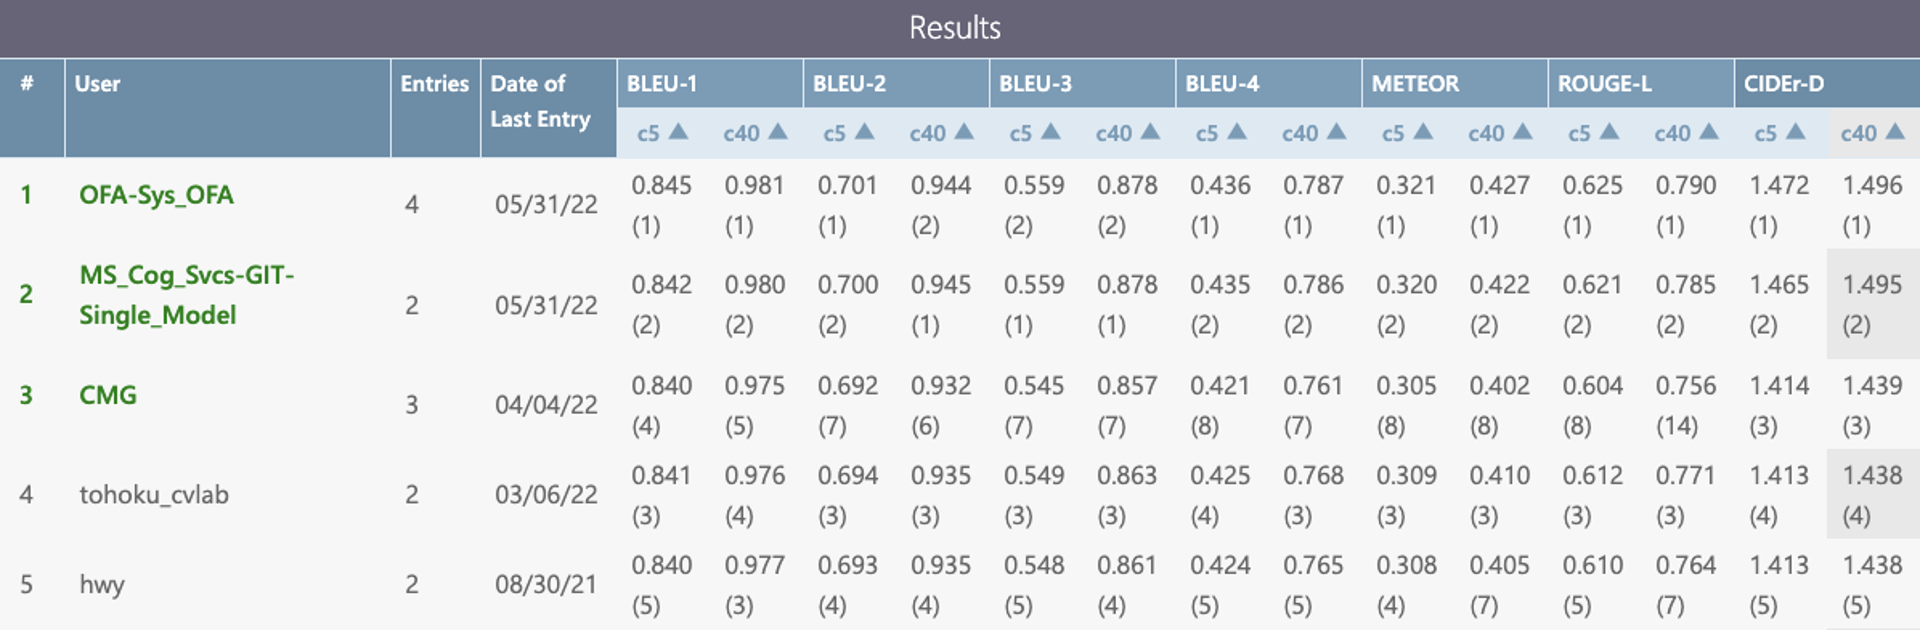 Results
# User Entries Date of Last Entry BLEU-1 BLEU-2 BLEU-3 BLEU-4 METEOR ROUGE-L CIDEr-D
c5 ▲ c40 ▲ c5 ▲ c40 ▲ c5 ▲ c40 ▲ c5 ▲ c40 ▲ c5 ▲ c40 ▲ c5 ▲ c40 ▲ c5 ▲ c40 ▲
1 OFA-Sys_OFA 4 05/31/22 0.845 0.981 0.701 0.944 0.559 0.878 0.436 0.787 0.321 0.427 0.625 0.790 1.472 1.496
(1) (1) (1) (2) (2) (2) (1) (1) (1) (1) (1) (1) (1) (1)
2 MS_Cog_Svcs-GIT-
Single_Model 2 05/31/22 0.842 0.980 0.700 0.945 0.559 0.878 0.435 0.786 0.320 0.422 0.621 0.785 1.465 1.495
(2) (2) (2) (1) (1) (1) (2) (2) (2) (2) (2) (2) (2) (2)
3 CMG 3 04/04/22 0.840 0.975 0.692 0.932 0.545 0.857 0.421 0.761 0.305 0.402 0.604 0.756 1.414 1.439
(4) (5) (7) (6) (7) (7) (8) (7) (8) (8) (8) (14) (3) (3)
4 tohoku_cvlab 2 03/06/22 0.841 0.976 0.694 0.935 0.549 0.863 0.425 0.768 0.309 0.410 0.612 0.771 1.413 1.438
(3) (4) (3) (3) (3) (3) (4) (3) (3) (3) (3) (3) (4) (4)
5 hwy 2 08/30/21 0.840 0.977 0.693 0.935 0.548 0.861 0.424 0.765 0.308 0.405 0.610 0.764 1.413 1.438
(5) (3) (4) (4) (5) (4) (5) (5) (4) (7) (5) (7) (5) (5)